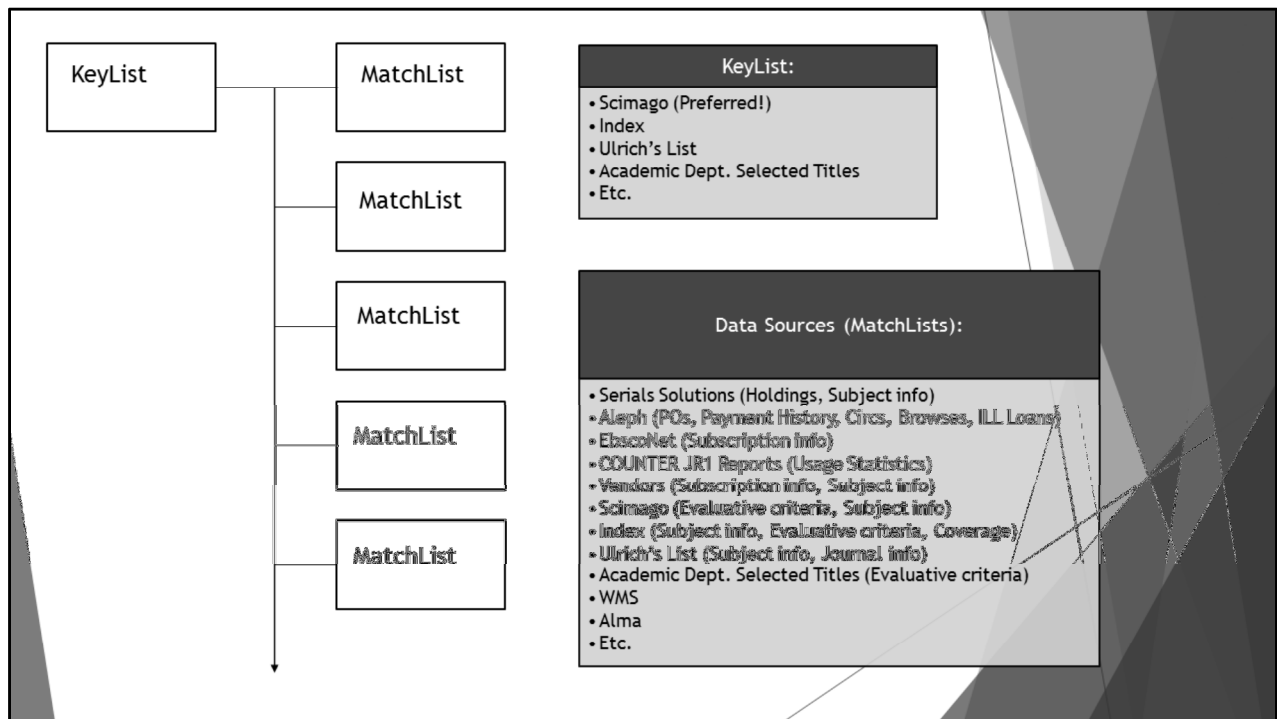 KeyList
MatchList
MatchList
MatchList
MatchList
MatchList
KeyList:
• Scimago (Preferred!)
• Index
• Ulrich's List
• Academic Dept. Selected Titles
• Etc.
Data Sources (MatchLists):
• Serials Solutions (Holdings, Subject info)
• Aleph (POs, Payment History, Circs, Browses, ILL Loans)
• EbscoNet (Subscription info)
• COUNTER JR1 Reports (Usage Statistics)
• Vendors (Subscription info, Subject info)
• Scimago (Evaluative criteria, Subject info)
• Index (Subject info, Evaluative criteria, Coverage)
• Ulrich's List (Subject info, Journal info)
• Academic Dept. Selected Titles (Evaluative criteria)
• WMS
• Alma
• Etc.